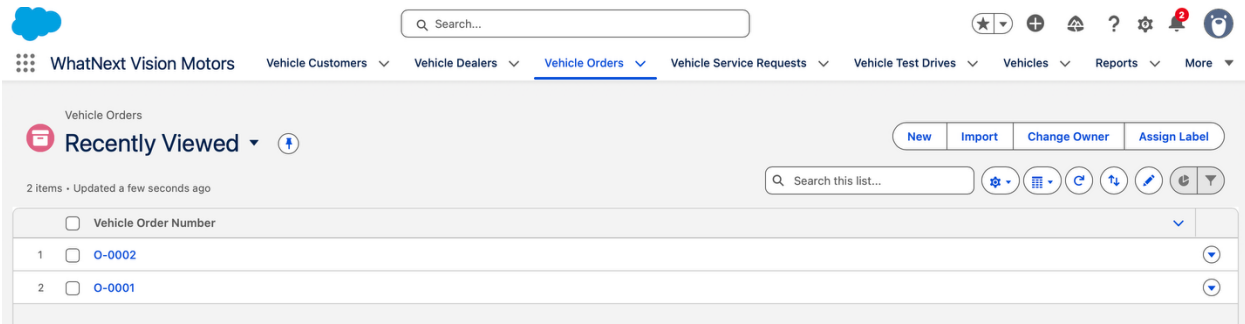 Search...
2
WhatNext Vision Motors Vehicle Customers Vehicle Dealers Vehicle Orders Vehicle Service Requests Vehicle Test Drives Vehicles Reports More
Vehicle Orders
Recently Viewed
New Import Change Owner Assign Label
2 items • Updated a few seconds ago
Search this list...
Vehicle Order Number
1 O-0002
2 O-0001